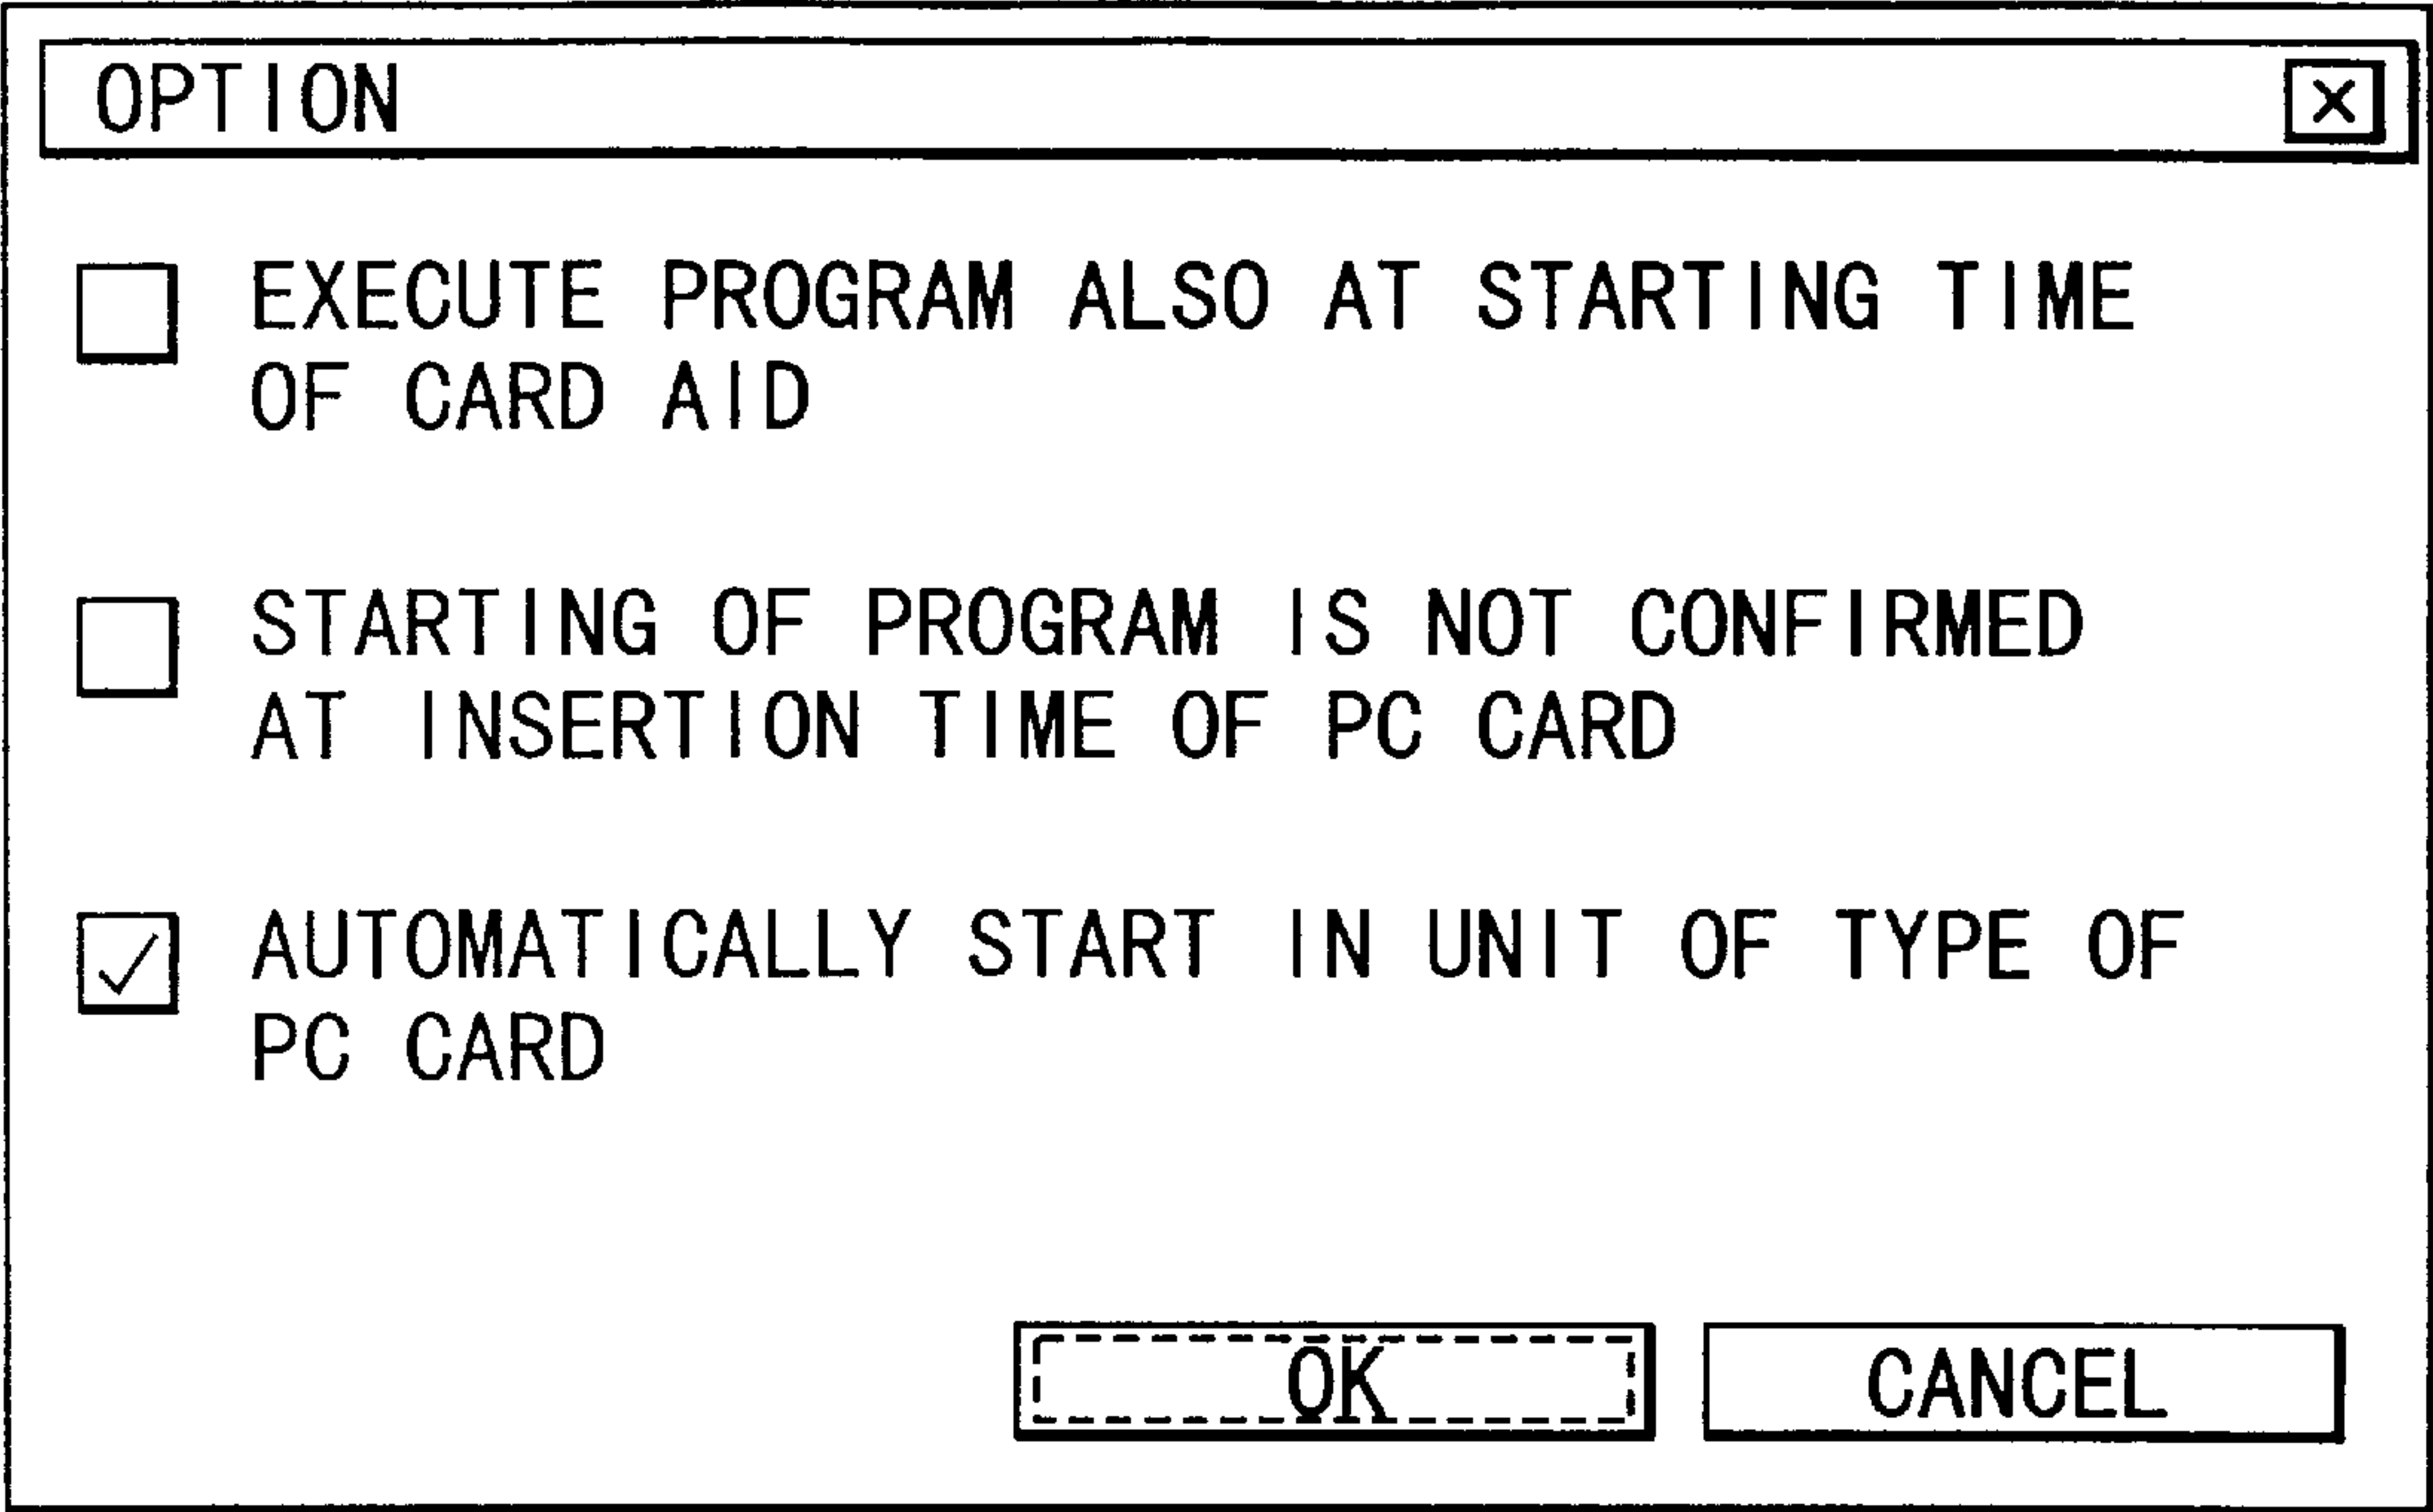 OPTION
EXECUTE PROGRAM ALSO AT STARTING TIME
OF CARD AID
STARTING OF PROGRAM IS NOT CONFIRMED
AT INSERTION TIME OF PC CARD
AUTOMATICALLY START IN UNIT OF TYPE OF
PC CARD
OK CANCEL